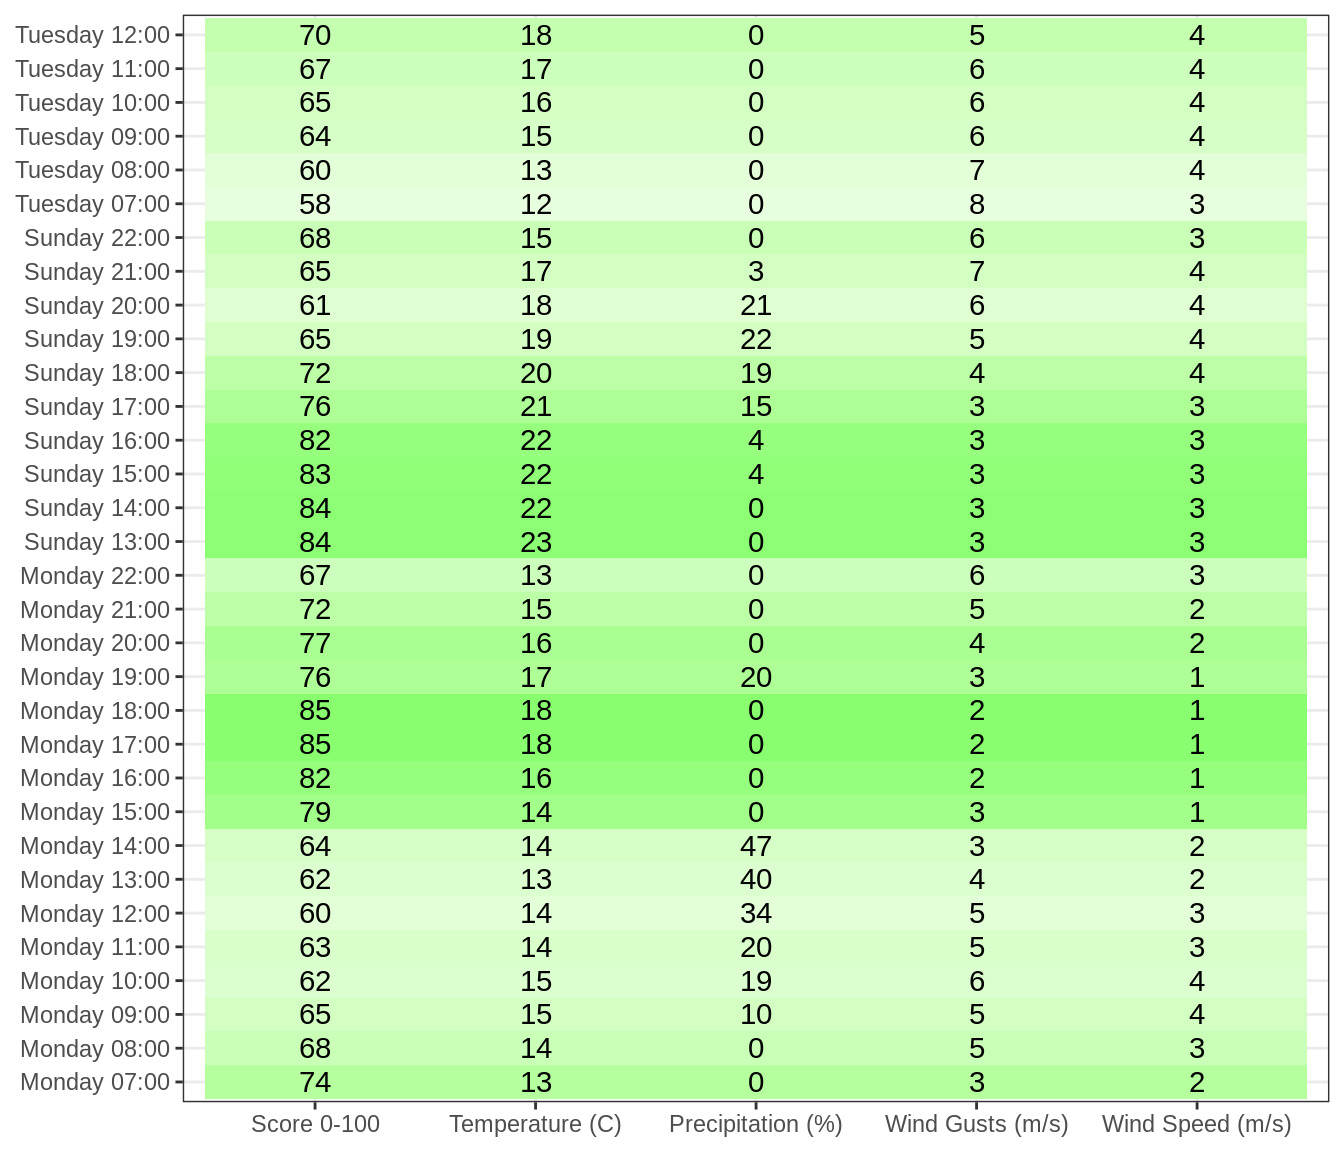 Tuesday 12:00 70 18 0 5 4
Tuesday 11:00 67 17 0 6 4
Tuesday 10:00 65 16 0 6 4
Tuesday 09:00 64 15 0 6 4
Tuesday 08:00 60 13 0 7 4
Tuesday 07:00 58 12 0 8 3
Sunday 22:00 68 15 0 6 3
Sunday 21:00 65 17 3 7 4
Sunday 20:00 61 18 21 6 4
Sunday 19:00 65 19 22 5 4
Sunday 18:00 72 20 19 4 4
Sunday 17:00 76 21 15 3 3
Sunday 16:00 82 22 4 3 3
Sunday 15:00 83 22 4 3 3
Sunday 14:00 84 22 0 3 3
Sunday 13:00 84 23 0 3 3
Monday 22:00 67 13 0 6 3
Monday 21:00 72 15 0 5 2
Monday 20:00 77 16 0 4 2
Monday 19:00 76 17 20 3 1
Monday 18:00 85 18 0 2 1
Monday 17:00 85 18 0 2 1
Monday 16:00 82 16 0 2 1
Monday 15:00 79 14 0 3 1
Monday 14:00 64 14 47 3 2
Monday 13:00 62 13 40 4 2
Monday 12:00 60 14 34 5 3
Monday 11:00 63 14 20 5 3
Monday 10:00 62 15 19 6 4
Monday 09:00 65 15 10 5 4
Monday 08:00 68 14 0 5 3
Monday 07:00 74 13 0 3 2
Score 0-100 Temperature (C) Precipitation (%) Wind Gusts (m/s) Wind Speed (m/s)